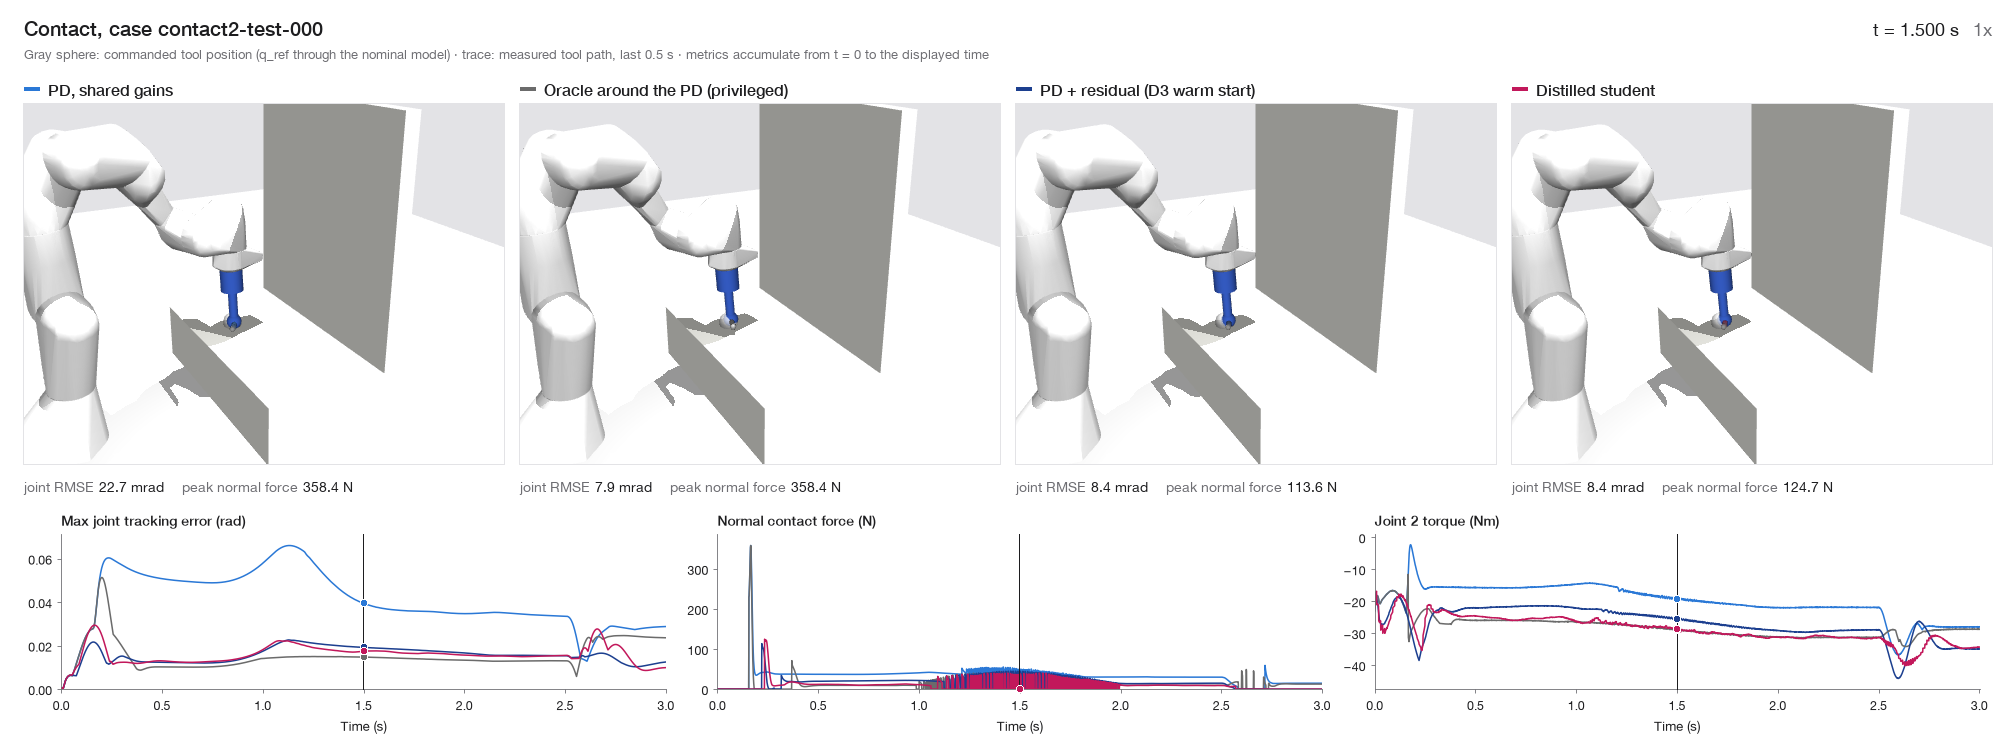 Contact, case contact2-test-000
t = 1.500 s 1x
Gray sphere: commanded tool position (q_ref through the nominal model) · trace: measured tool path, last 0.5 s · metrics accumulate from t = 0 to the displayed time
PD, shared gains
Oracle around the PD (privileged)
PD + residual (D3 warm start)
Distilled student
joint RMSE 22.7 mrad peak normal force 358.4 N
joint RMSE 7.9 mrad peak normal force 358.4 N
joint RMSE 8.4 mrad peak normal force 113.6 N
joint RMSE 8.4 mrad peak normal force 124.7 N
Max joint tracking error (rad)
0.06
0.04
0.02
0.00
0.0 0.5 1.0 1.5 2.0 2.5 3.0
Time (s)
Normal contact force (N)
300
200
100
0
0.0 0.5 1.0 1.5 2.0 2.5 3.0
Time (s)
Joint 2 torque (Nm)
0
−10
−20
−30
−40
0.0 0.5 1.0 1.5 2.0 2.5 3.0
Time (s)